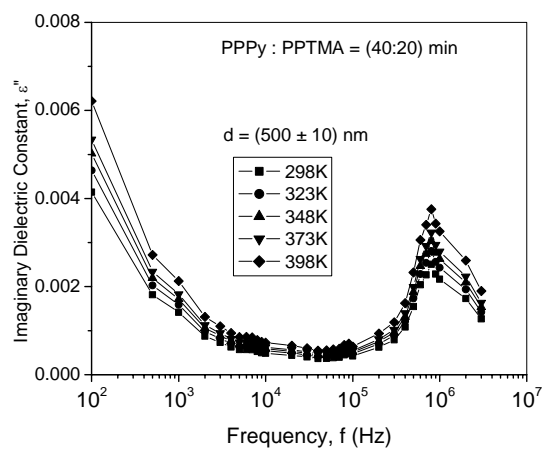 0.008
PPPy : PPTMA = (40:20) min
0.006
d = (500 ± 10) nm
298K
323K
348K
373K
398K
0.004
0.002
0.000
Imaginary Dielectric Constant, ε"
10² 10³ 10⁴ 10⁵ 10⁶ 10⁷
Frequency, f (Hz)